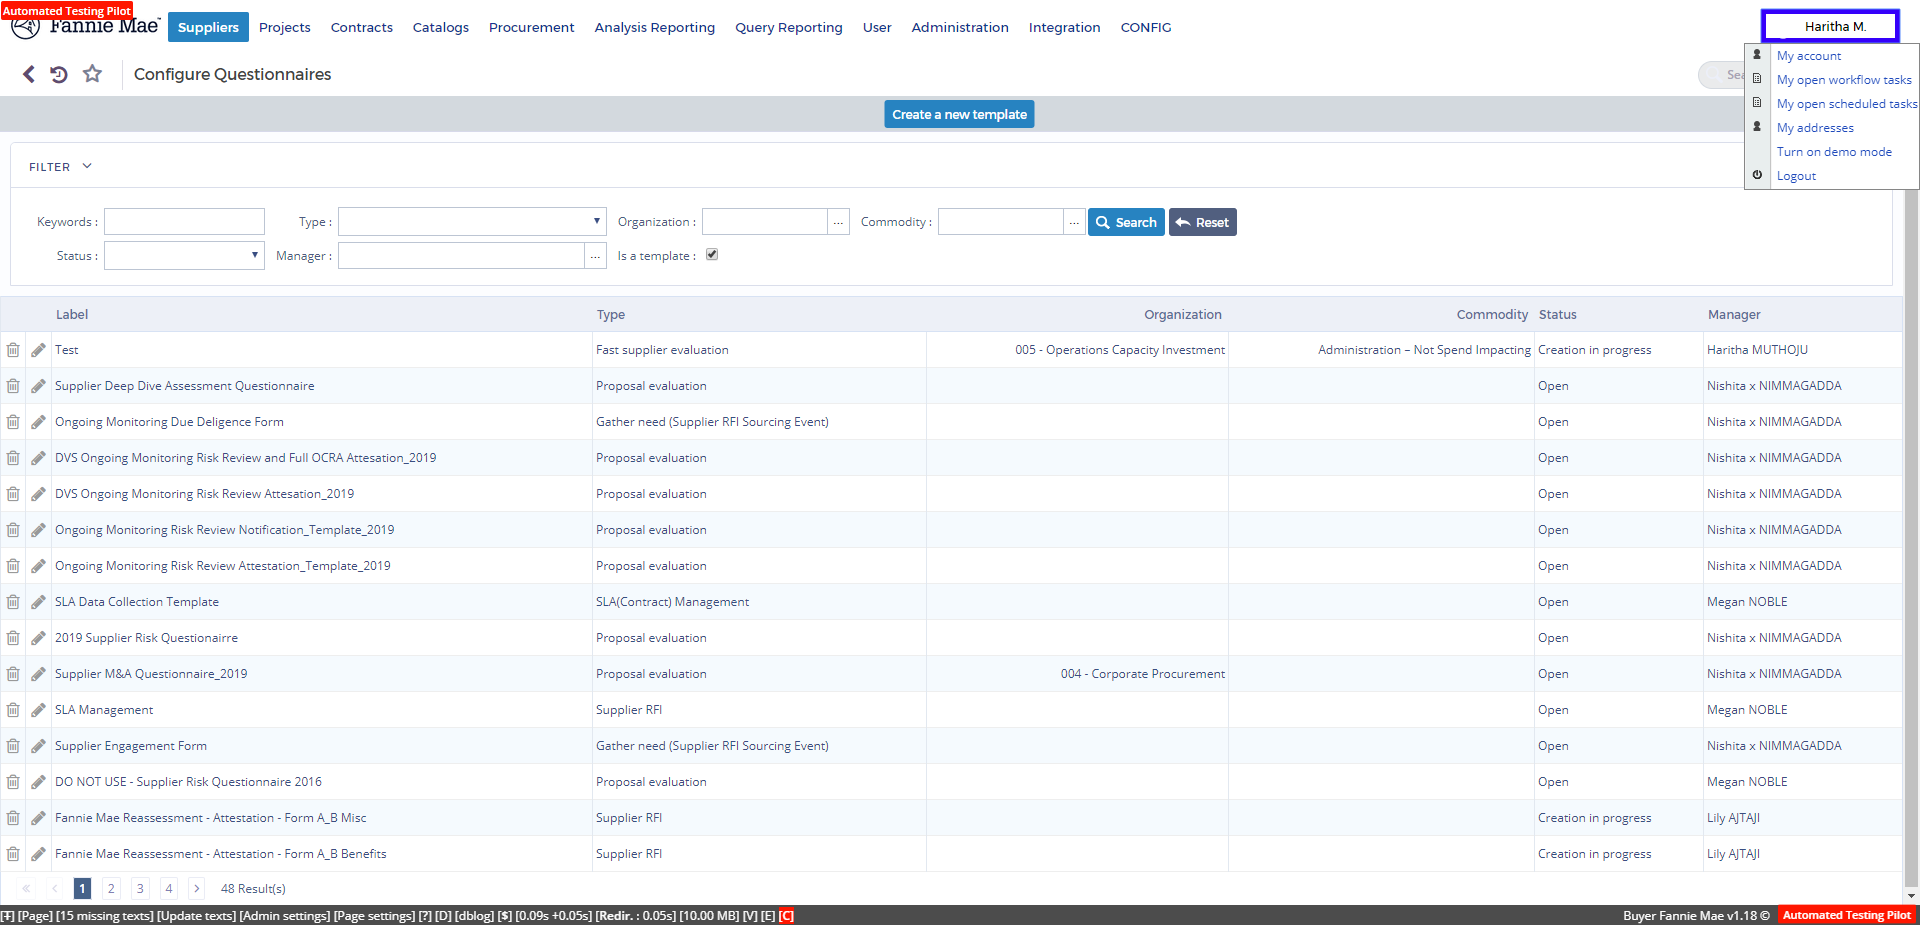 Automated Testing Pilot
Fannie Mae Suppliers Projects Contracts Catalogs Procurement Analysis Reporting Query Reporting User Administration Integration CONFIG Haritha M.
My account
My open workflow tasks
My open scheduled tasks
My addresses
Turn on demo mode
Logout
Configure Questionnaires Sea
Create a new template
FILTER
Keywords : Type : Organization : ... Commodity : ... Search Reset
Status : Manager : ... Is a template :
Label Type Organization Commodity Status Manager
Test Fast supplier evaluation 005 - Operations Capacity Investment Administration – Not Spend Impacting Creation in progress Haritha MUTHOJU
Supplier Deep Dive Assessment Questionnaire Proposal evaluation Open Nishita x NIMMAGADDA
Ongoing Monitoring Due Deligence Form Gather need (Supplier RFI Sourcing Event) Open Nishita x NIMMAGADDA
DVS Ongoing Monitoring Risk Review and Full OCRA Attesation_2019 Proposal evaluation Open Nishita x NIMMAGADDA
DVS Ongoing Monitoring Risk Review Attesation_2019 Proposal evaluation Open Nishita x NIMMAGADDA
Ongoing Monitoring Risk Review Notification_Template_2019 Proposal evaluation Open Nishita x NIMMAGADDA
Ongoing Monitoring Risk Review Attestation_Template_2019 Proposal evaluation Open Nishita x NIMMAGADDA
SLA Data Collection Template SLA(Contract) Management Open Megan NOBLE
2019 Supplier Risk Questionairre Proposal evaluation Open Nishita x NIMMAGADDA
Supplier M&A Questionnaire_2019 Proposal evaluation 004 - Corporate Procurement Open Nishita x NIMMAGADDA
SLA Management Supplier RFI Open Megan NOBLE
Supplier Engagement Form Gather need (Supplier RFI Sourcing Event) Open Nishita x NIMMAGADDA
DO NOT USE - Supplier Risk Questionnaire 2016 Proposal evaluation Open Megan NOBLE
Fannie Mae Reassessment - Attestation - Form A_B Misc Supplier RFI Creation in progress Lily AJTAJI
Fannie Mae Reassessment - Attestation - Form A_B Benefits Supplier RFI Creation in progress Lily AJTAJI
« ‹ 1 2 3 4 › 48 Result(s)
[T] [Page] [15 missing texts] [Update texts] [Admin settings] [Page settings] [?] [D] [dblog] [$] [0.09s +0.05s] [Redir. : 0.05s] [10.00 MB] [V] [E] [C] Buyer Fannie Mae v1.18 © Automated Testing Pilot